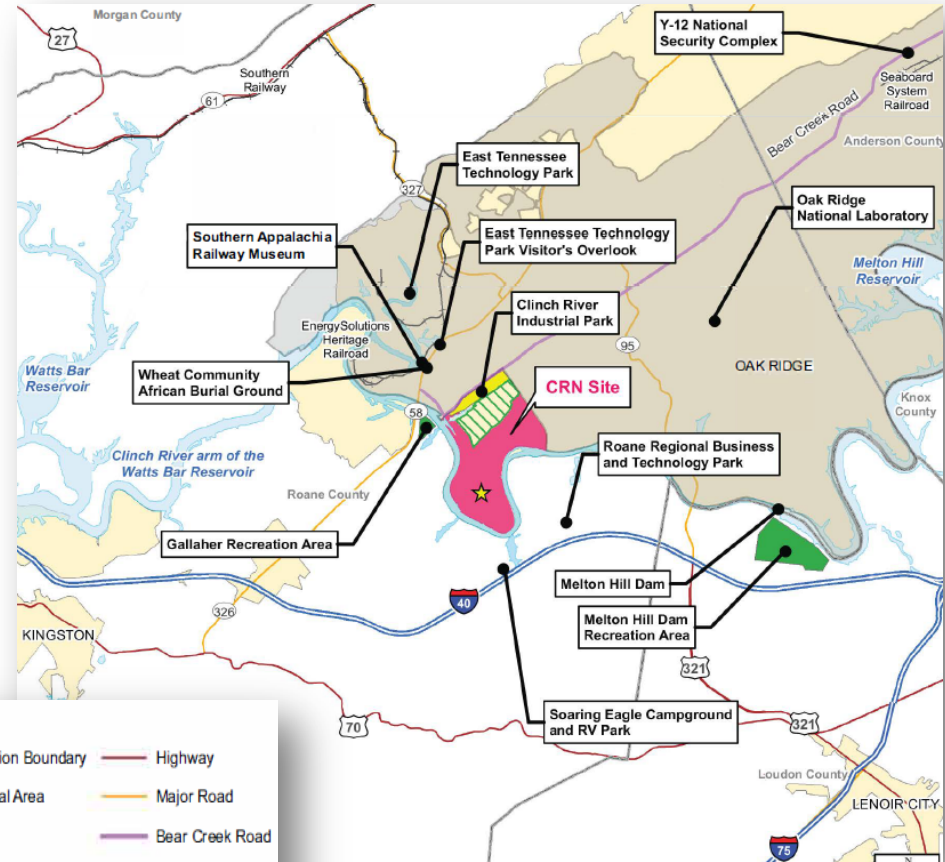 Morgan County
27
Y-12 National
Security Complex
Southern
Railway
61
Seaboard
System
Railroad
Bear Creek Road
Anderson County
East Tennessee
Technology Park
327
Oak Ridge
National Laboratory
Southern Appalachia
Railway Museum
East Tennessee Technology
Park Visitor's Overlook
Melton Hill
Reservoir
Clinch River
Industrial Park
EnergySolutions
Heritage
Railroad
95
OAK RIDGE
Watts Bar
Reservoir
Wheat Community
African Burial Ground
CRN Site
Knox
County
58
Clinch River arm of the
Watts Bar Reservoir
Roane Regional Business
and Technology Park
Roane County
Gallaher Recreation Area
Melton Hill Dam
40
326
Melton Hill Dam
Recreation Area
KINGSTON
321
Soaring Eagle Campground
and RV Park
70
321
Loudon County
LENOIR CITY
75
Boundary
Highway
Area
Major Road
Bear Creek Road